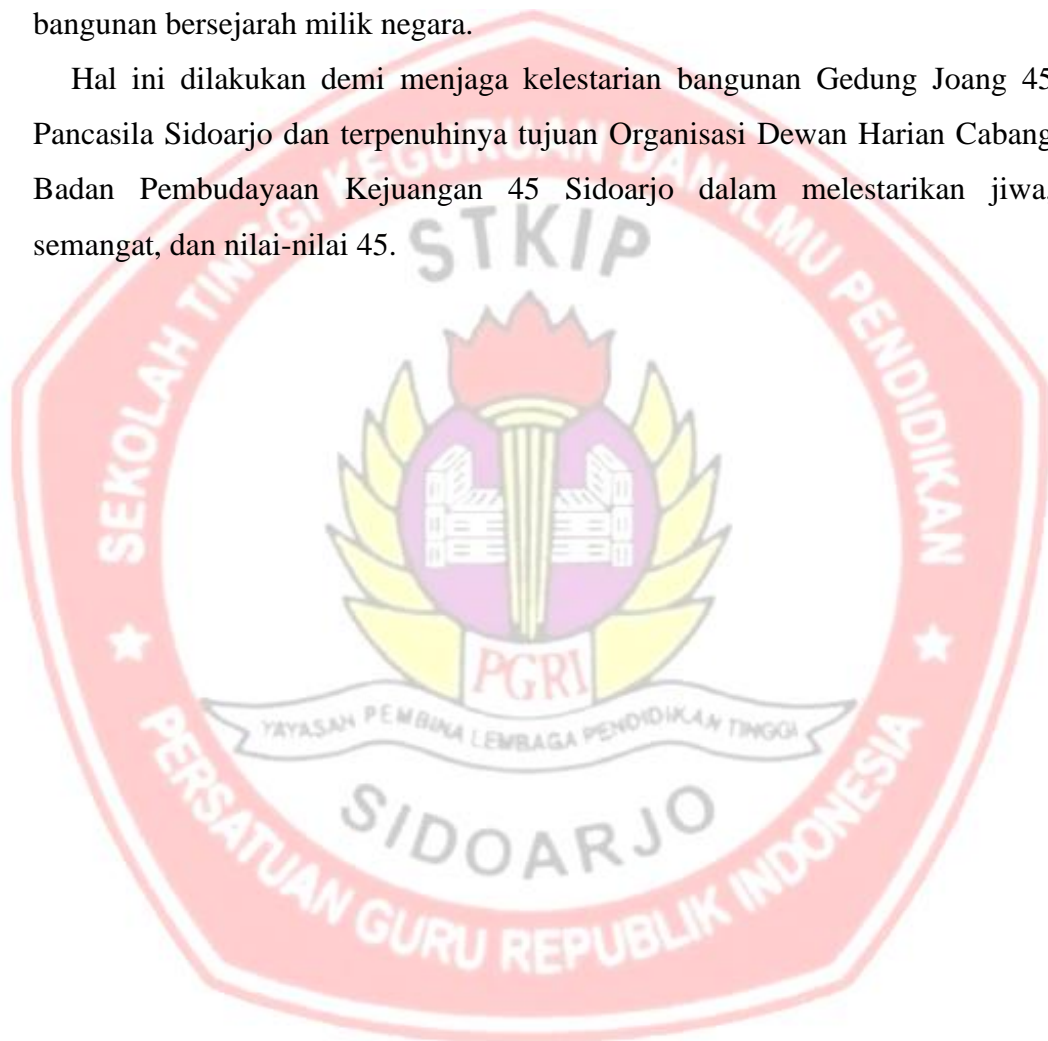 bangunan bersejarah milik negara.
Hal ini dilakukan demi menjaga kelestarian bangunan Gedung Joang 45
Pancasila Sidoarjo dan terpenuhinya tujuan Organisasi Dewan Harian Cabang
Badan Pembudayaan Kejuangan 45 Sidoarjo dalam melestarikan jiwa,
semangat, dan nilai-nilai 45.
SEKOLAH TINGGI KEGURUAN DAN ILMU PENDIDIKAN
STKIP
PGRI
YAYASAN PEMBINA LEMBAGA PENDIDIKAN TINGGI
SIDOARJO
PERSATUAN GURU REPUBLIK INDONESIA